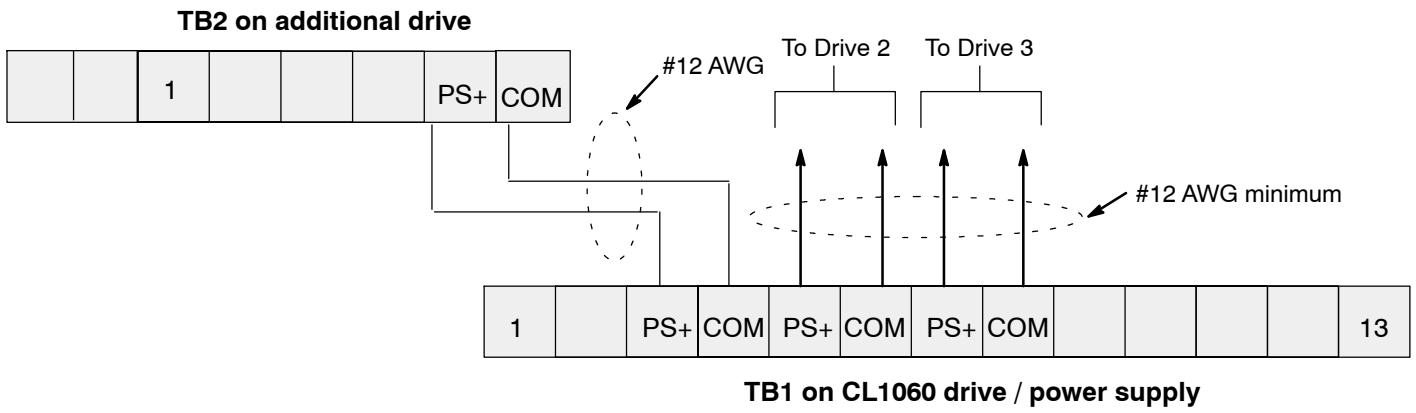 TB2 on additional drive
1 PS+ COM
#12 AWG
To Drive 2 To Drive 3
#12 AWG minimum
1 PS+ COM PS+ COM PS+ COM 13
TB1 on CL1060 drive / power supply